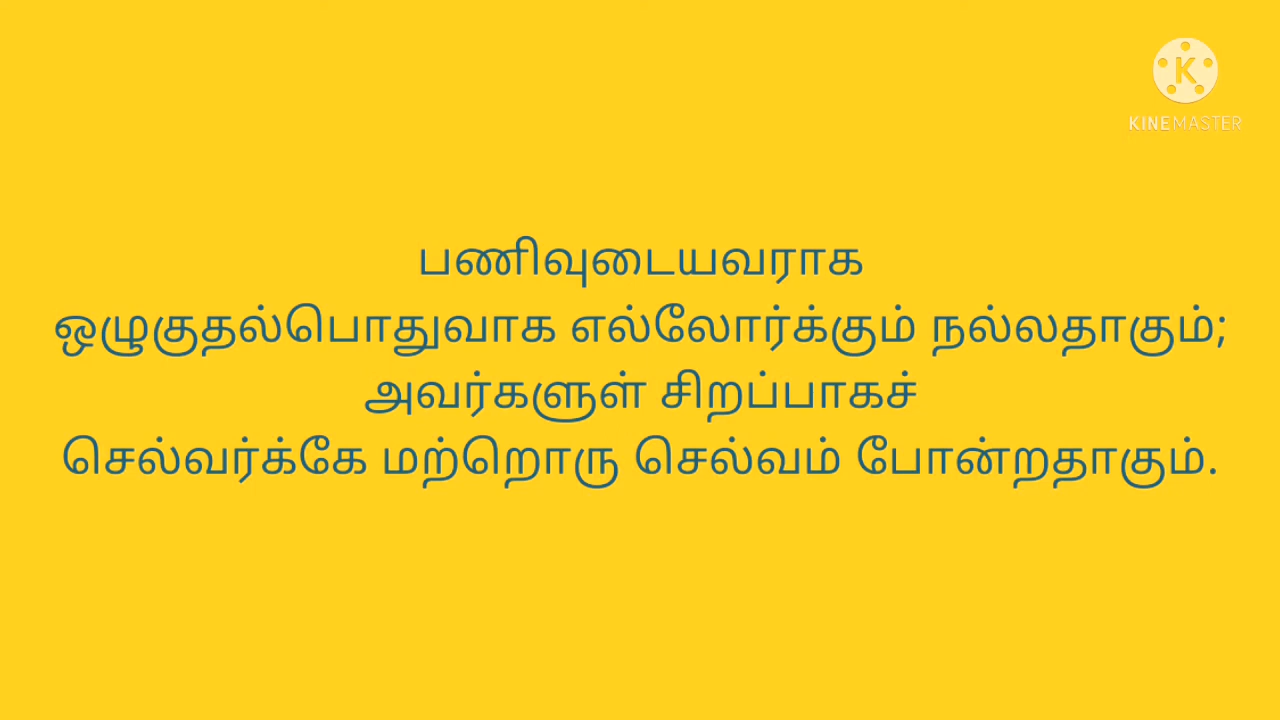 KINEMASTER
பணிவுடையவராக
ஒழுகுதல்பொதுவாக எல்லோர்க்கும் நல்லதாகும்;
அவர்களுள் சிறப்பாகச்
செல்வர்க்கே மற்றொரு செல்வம் போன்றதாகும்.